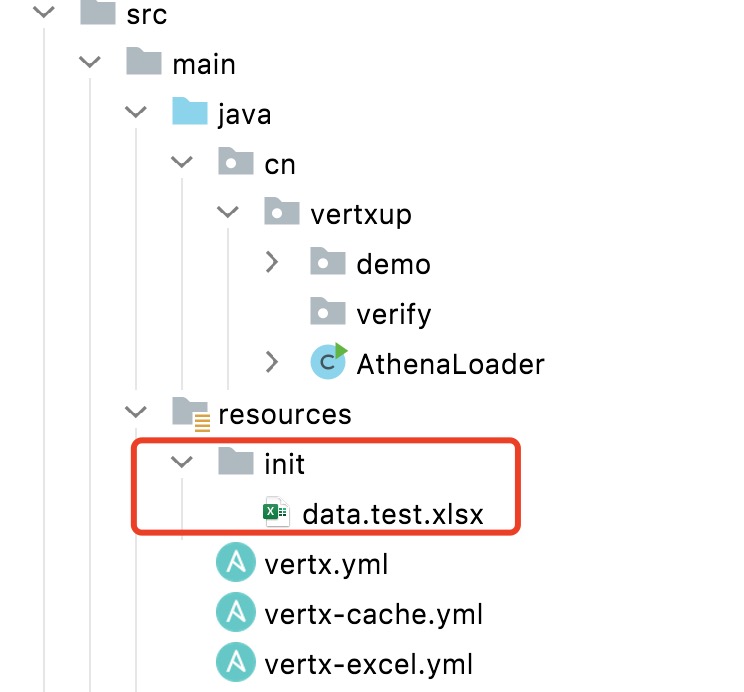 src
main
java
cn
vertxup
demo
verify
C AthenaLoader
resources
init
X data.test.xlsx
A vertx.yml
A vertx-cache.yml
A vertx-excel.yml